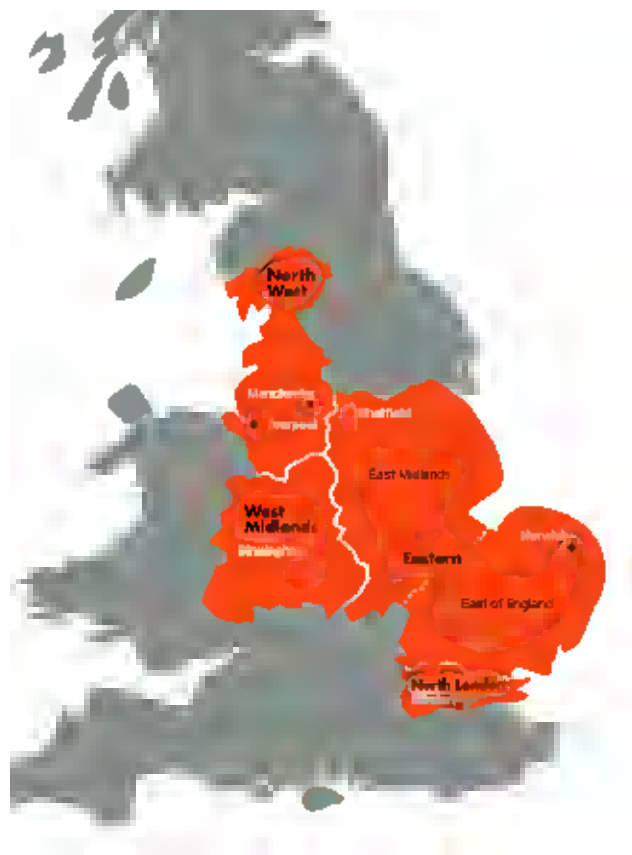 North
West
Manchester
Liverpool
Sheffield
East Midlands
West
Midlands
Birmingham
Norwich
Eastern
East of England
North London